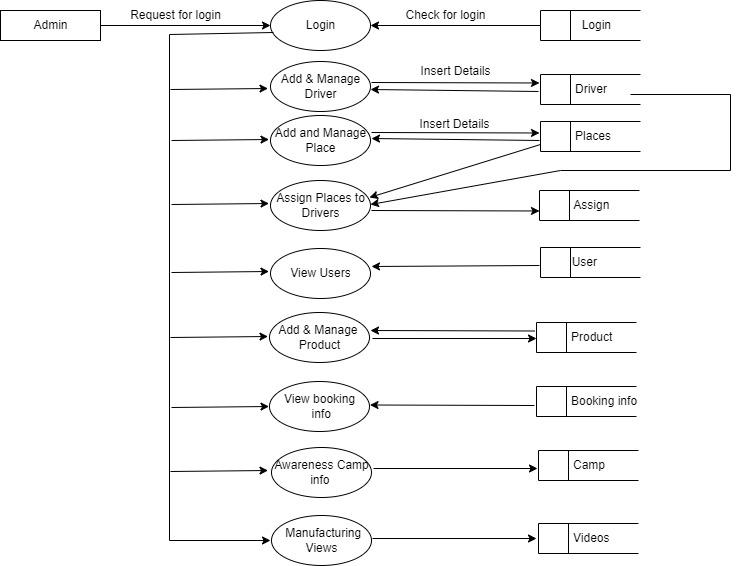 Admin
Request for login
Login
Check for login
Login
Add & Manage
Driver
Insert Details
Driver
Add and Manage
Place
Insert Details
Places
Assign Places to
Drivers
Assign
View Users
User
Add & Manage
Product
Product
View booking
info
Booking info
Awareness Camp
info
Camp
Manufacturing
Views
Videos